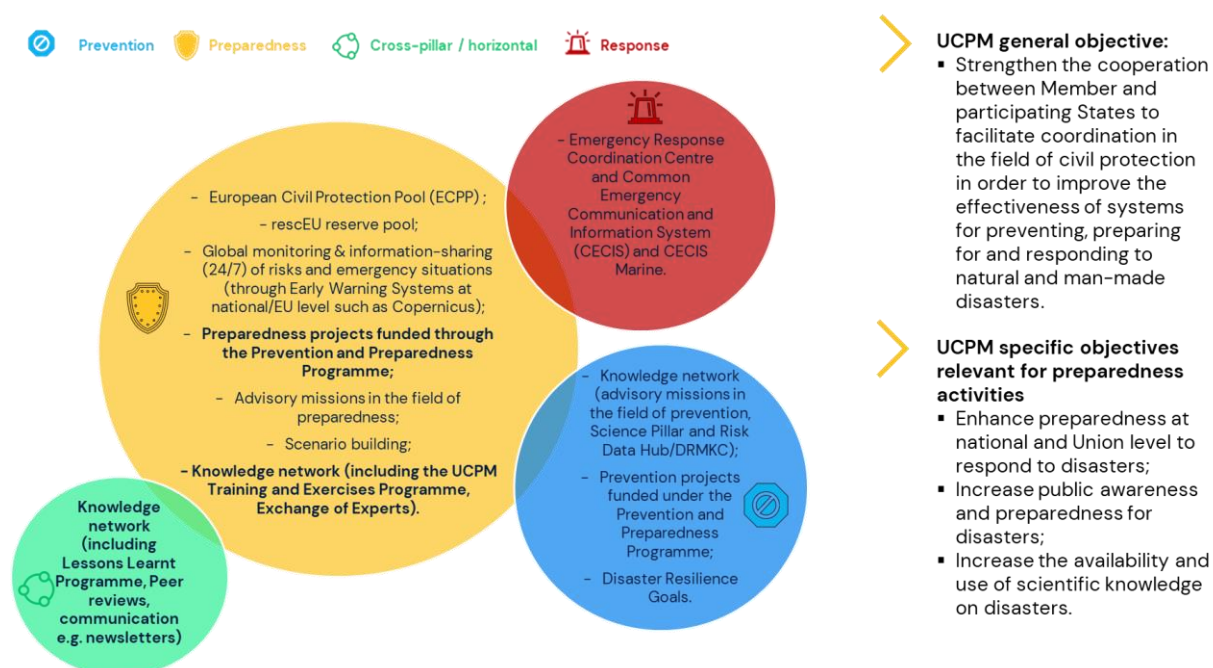 Prevention
Preparedness
Cross-pillar / horizontal
Response
- Emergency Response
Coordination Centre
and Common
Emergency
Communication and
Information System
(CECIS) and CECIS
Marine.
- European Civil Protection Pool (ECPP) ;
- rescEU reserve pool;
- Global monitoring & information-sharing
(24/7) of risks and emergency situations
(through Early Warning Systems at
national/EU level such as Copernicus);
- Preparedness projects funded through
the Prevention and Preparedness
Programme;
- Advisory missions in the field of
preparedness;
- Scenario building;
- Knowledge network (including the UCPM
Training and Exercises Programme,
Exchange of Experts).
- Knowledge network
(advisory missions in
the field of prevention,
Science Pillar and Risk
Data Hub/DRMKC);
- Prevention projects
funded under the
Prevention and
Preparedness
Programme;
- Disaster Resilience
Goals.
Knowledge
network
(including
Lessons Learnt
Programme, Peer
reviews,
communication
e.g. newsletters)
UCPM general objective:
▪ Strengthen the cooperation
between Member and
participating States to
facilitate coordination in
the field of civil protection
in order to improve the
effectiveness of systems
for preventing, preparing
for and responding to
natural and man-made
disasters.
UCPM specific objectives
relevant for preparedness
activities
▪ Enhance preparedness at
national and Union level to
respond to disasters;
▪ Increase public awareness
and preparedness for
disasters;
▪ Increase the availability and
use of scientific knowledge
on disasters.